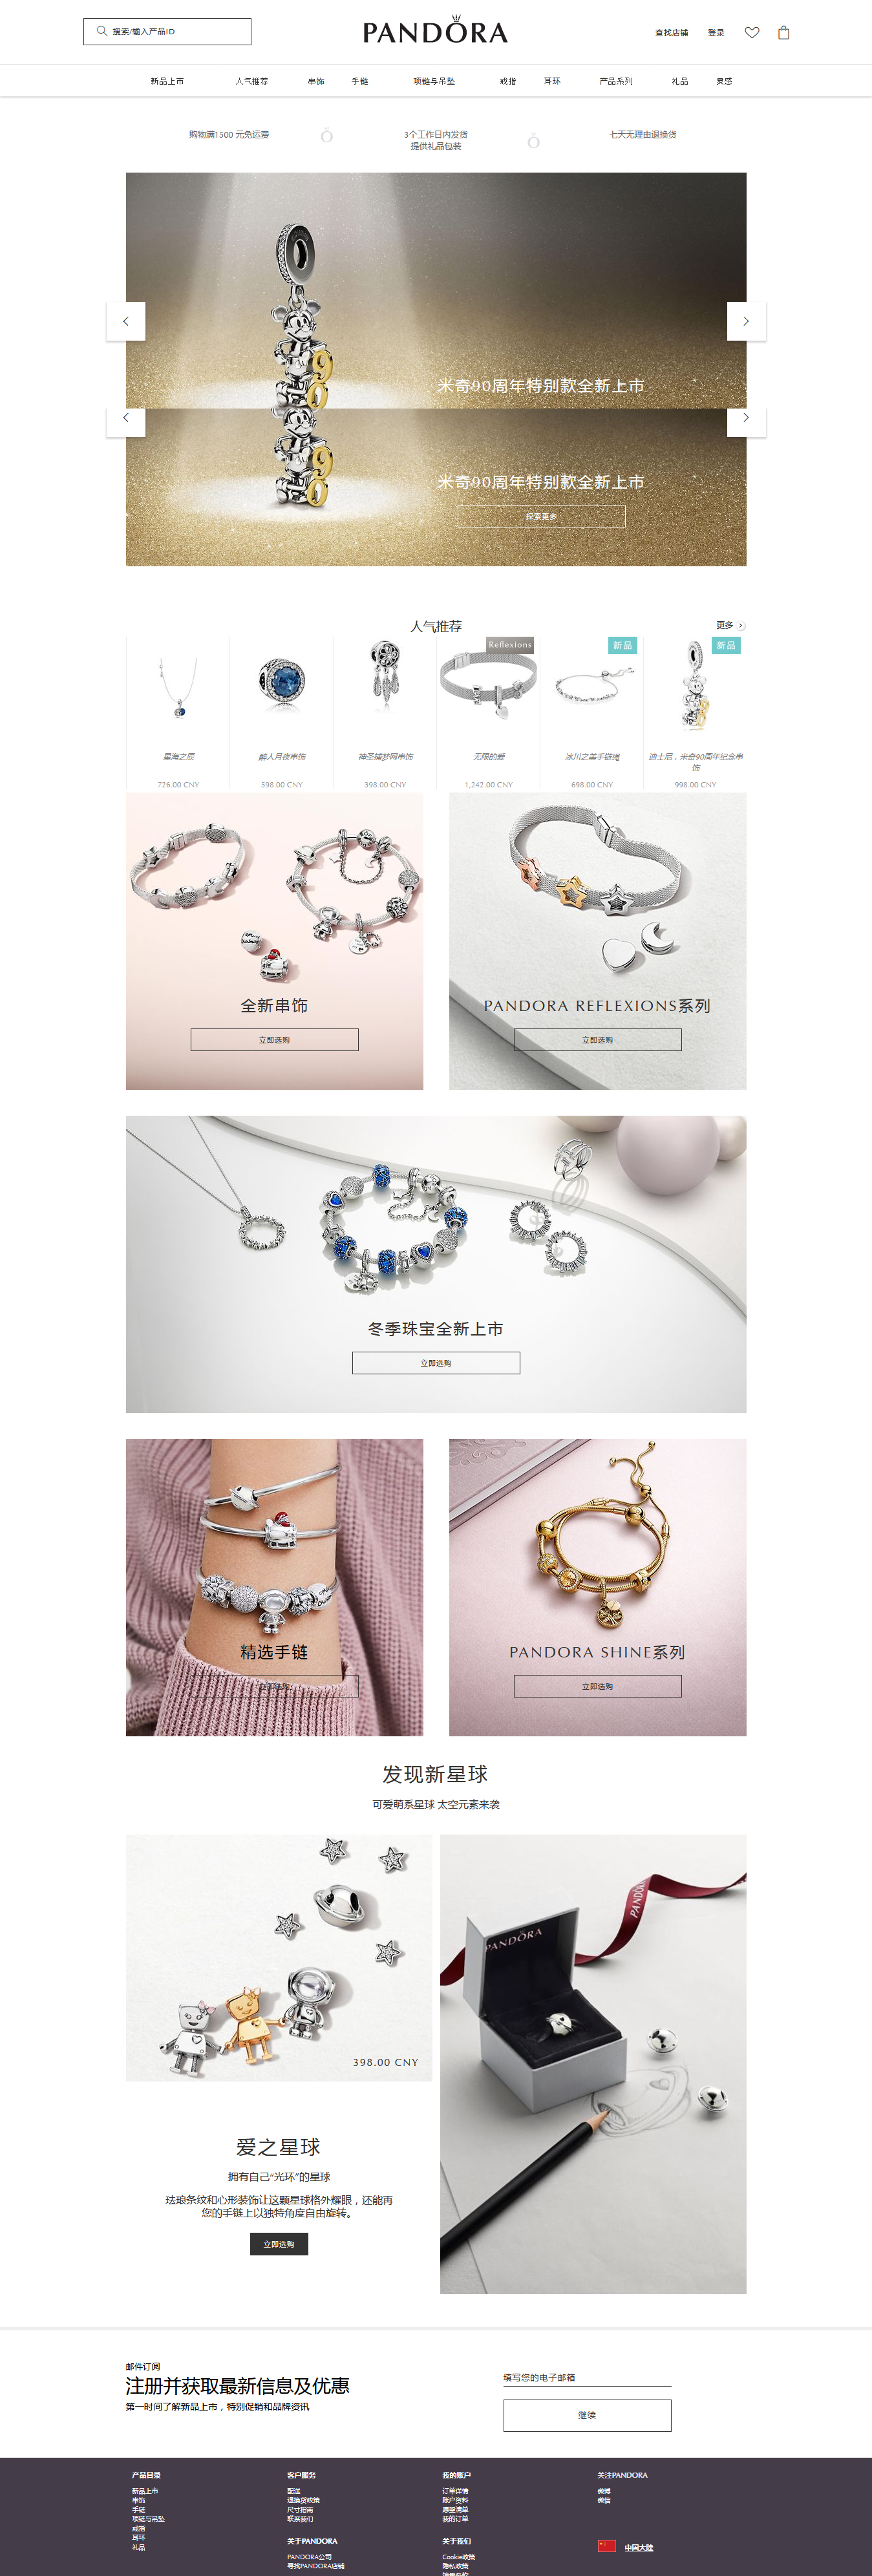 搜索/输入产品ID
PANDORA
查找店铺
登录
新品上市
人气推荐
串饰
手链
项链与吊坠
戒指
耳环
产品系列
礼品
灵感
购物满1500 元免运费
3个工作日内发货
提供礼品包装
七天无理由退换货
米奇90周年特别款全新上市
米奇90周年特别款全新上市
探索更多
人气推荐
更多
Reflexions
新品
新品
星海之辰
醉人月夜串饰
神圣捕梦网串饰
无限的爱
冰川之美手链绳
迪士尼，米奇90周年纪念串
饰
726.00 CNY
598.00 CNY
398.00 CNY
1,242.00 CNY
698.00 CNY
998.00 CNY
全新串饰
立即选购
PANDORA REFLEXIONS系列
立即选购
冬季珠宝全新上市
立即选购
精选手链
立即选购
PANDORA SHINE系列
立即选购
发现新星球
可爱萌系星球 太空元素来袭
PANDORA
PANDORA
398.00 CNY
爱之星球
拥有自己“光环”的星球
珐琅条纹和心形装饰让这颗星球格外耀眼，还能再
您的手链上以独特角度自由旋转。
立即选购
邮件订阅
注册并获取最新信息及优惠
第一时间了解新品上市，特别促销和品牌资讯
填写您的电子邮箱
继续
产品目录
新品上市
串饰
手链
项链与吊坠
戒指
耳环
礼品
客户服务
配送
退换货政策
尺寸指南
联系我们
关于PANDORA
PANDORA公司
寻找PANDORA店铺
我的账户
订单详情
账户资料
愿望清单
我的订单
关于我们
Cookie政策
隐私政策
销售条款
关注PANDORA
微博
微信
中国大陆